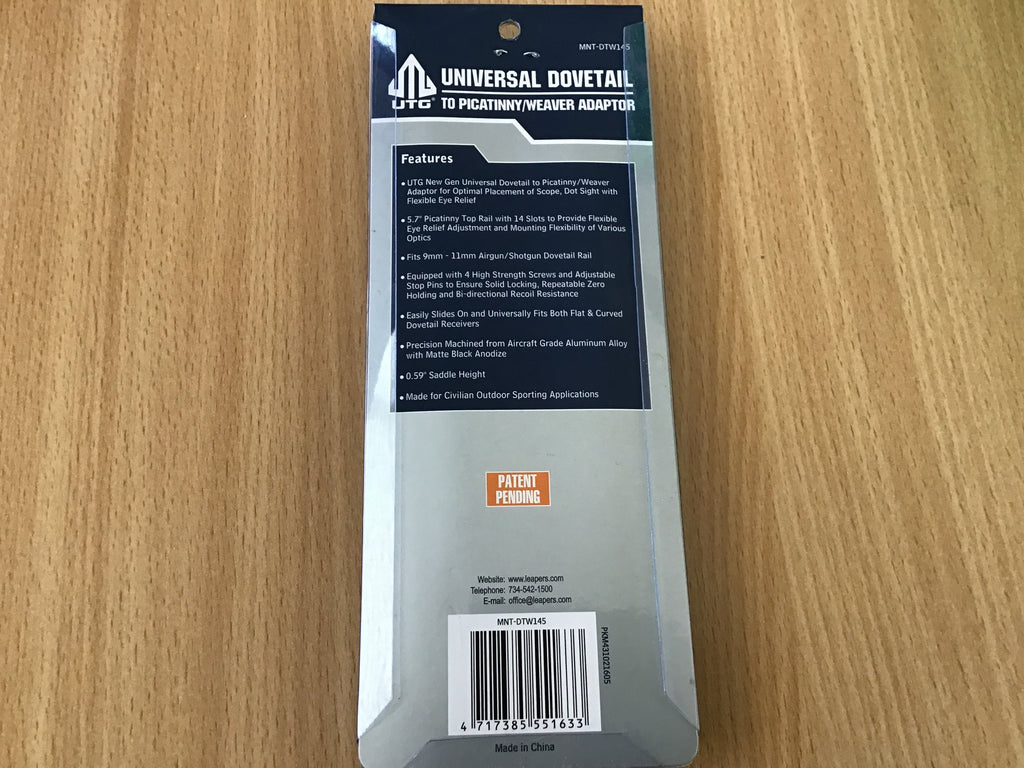 MNT-DTW145
UTG®
UNIVERSAL DOVETAIL
TO PICATINNY/WEAVER ADAPTOR
Features
• UTG New Gen Universal Dovetail to Picatinny/Weaver
Adaptor for Optimal Placement of Scope, Dot Sight with
Flexible Eye Relief
• 5.7" Picatinny Top Rail with 14 Slots to Provide Flexible
Eye Relief Adjustment and Mounting Flexibility of Various
Optics
• Fits 9mm - 11mm Airgun/Shotgun Dovetail Rail
• Equipped with 4 High Strength Screws and Adjustable
Stop Pins to Ensure Solid Locking, Repeatable Zero
Holding and Bi-directional Recoil Resistance
• Easily Slides On and Universally Fits Both Flat & Curved
Dovetail Receivers
• Precision Machined from Aircraft Grade Aluminum Alloy
with Matte Black Anodize
• 0.59" Saddle Height
• Made for Civilian Outdoor Sporting Applications
PATENT
PENDING
Website: www.leapers.com
Telephone: 734-542-1500
E-mail: office@leapers.com
MNT-DTW145
PKM431021605
4 717385 551633
Made in China